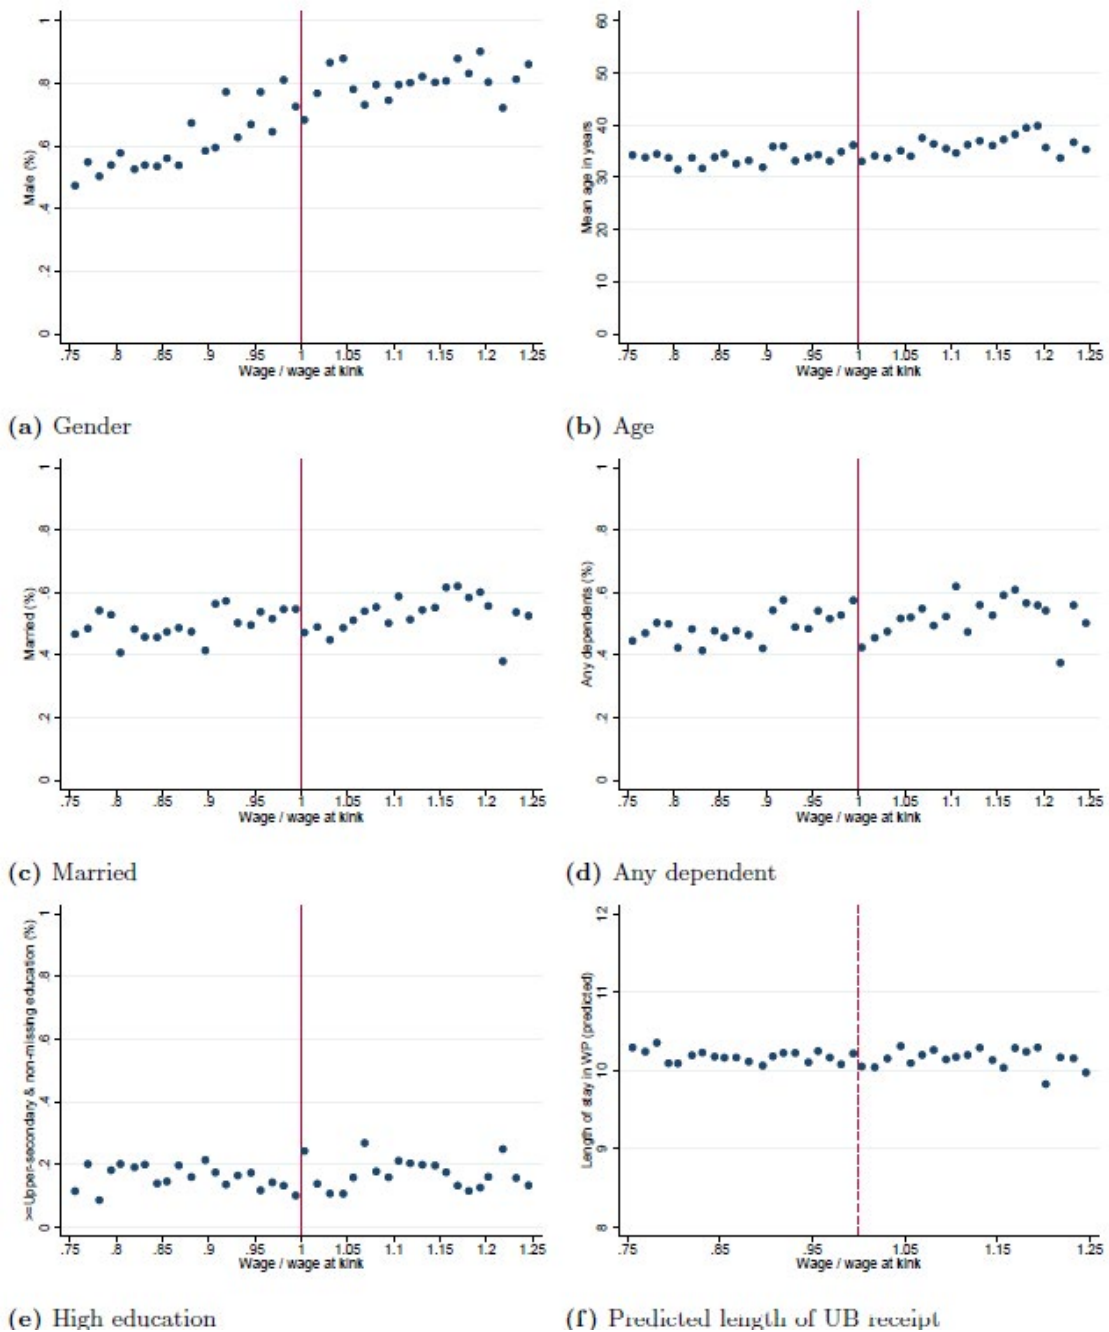 Male (%)
0 .2 .4 .6 .8 1
.75 .8 .85 .9 .95 1 1.05 1.1 1.15 1.2 1.25
Wage / wage at kink
(a) Gender
Mean age in years
0 10 20 30 40 50 60
.75 .8 .85 .9 .95 1 1.05 1.1 1.15 1.2 1.25
Wage / wage at kink
(b) Age
Married (%)
0 .2 .4 .6 .8 1
.75 .8 .85 .9 .95 1 1.05 1.1 1.15 1.2 1.25
Wage / wage at kink
(c) Married
Any dependents (%)
0 .2 .4 .6 .8 1
.75 .8 .85 .9 .95 1 1.05 1.1 1.15 1.2 1.25
Wage / wage at kink
(d) Any dependent
>=Upper-secondary & non-missing education (%)
0 .2 .4 .6 .8 1
.75 .8 .85 .9 .95 1 1.05 1.1 1.15 1.2 1.25
Wage / wage at kink
(e) High education
Length of stay in WP (predicted)
8 9 10 11 12
.75 .85 .95 1.05 1.15 1.25
Wage / wage at kink
(f) Predicted length of UB receipt